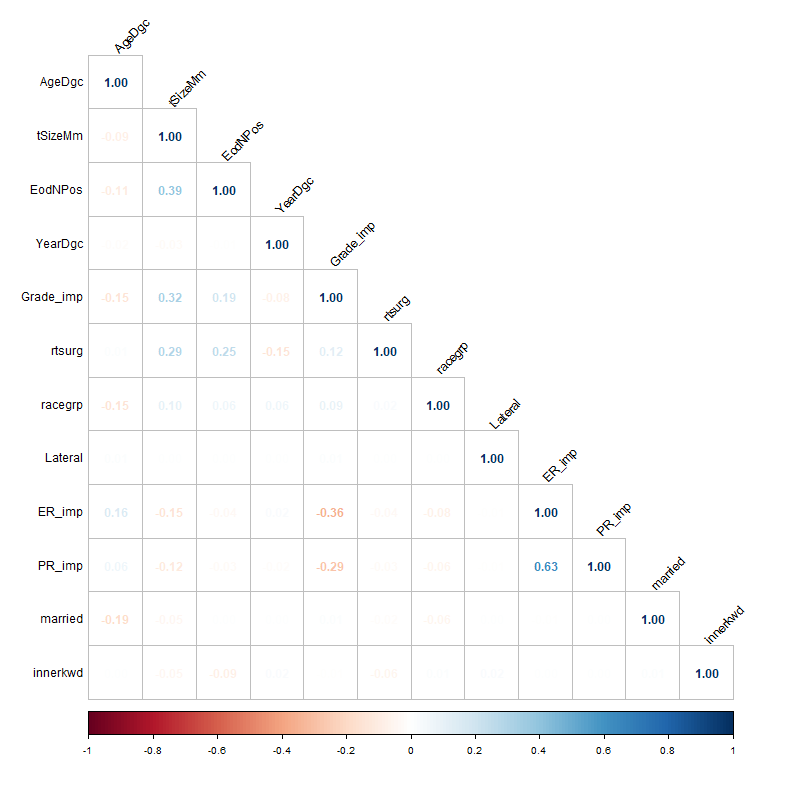 AgeDgc
AgeDgc 1.00 tSizeMm
tSizeMm -0.09 1.00 EodNPos
EodNPos -0.11 0.39 1.00 YearDgc
YearDgc 1.00 Grade_imp
Grade_imp -0.15 0.32 0.19 -0.08 1.00 rtsurg
rtsurg 0.29 0.25 -0.15 0.12 1.00 racegrp
racegrp -0.15 0.10 0.06 0.06 0.09 1.00 Lateral
Lateral 1.00 ER_imp
ER_imp 0.16 -0.15 -0.36 -0.08 1.00 PR_imp
PR_imp 0.06 -0.12 -0.29 0.63 1.00 married
married -0.19 -0.05 -0.06 1.00 innerkwd
innerkwd -0.05 -0.09 1.00
-1 -0.8 -0.6 -0.4 -0.2 0 0.2 0.4 0.6 0.8 1